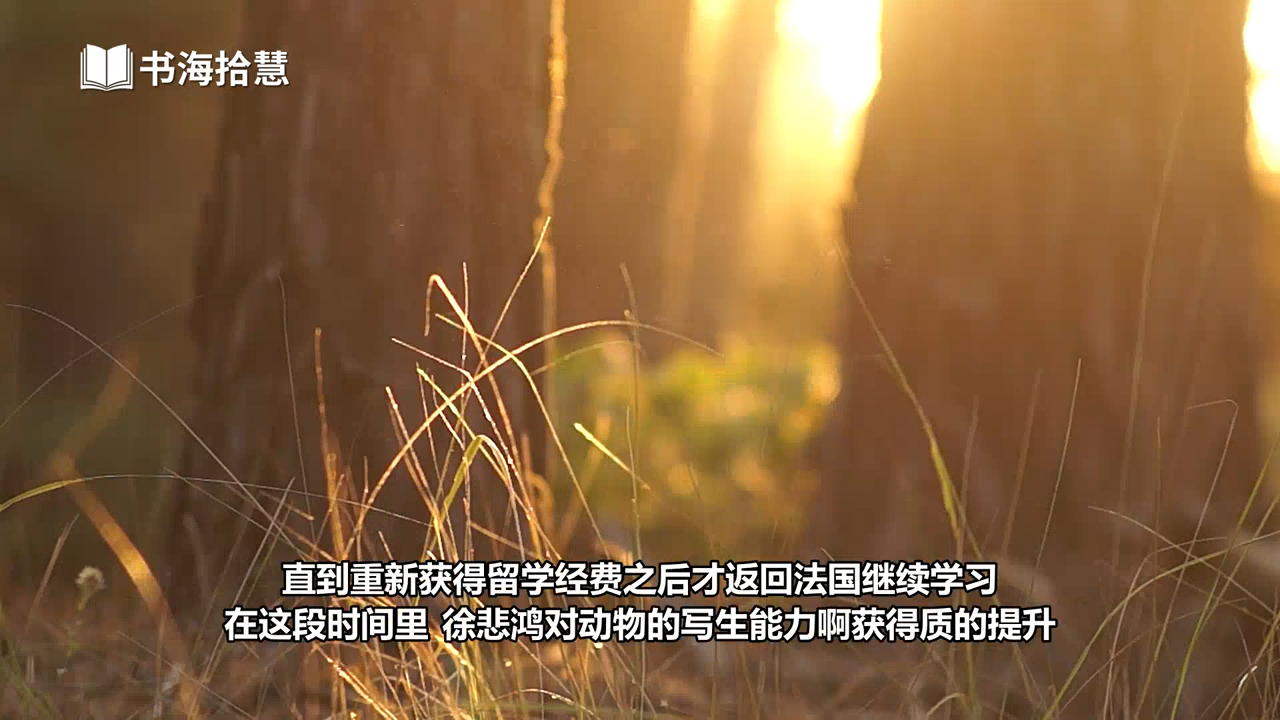 书海拾慧
直到重新获得留学经费之后才返回法国继续学习
在这段时间里 徐悲鸿对动物的写生能力啊获得质的提升